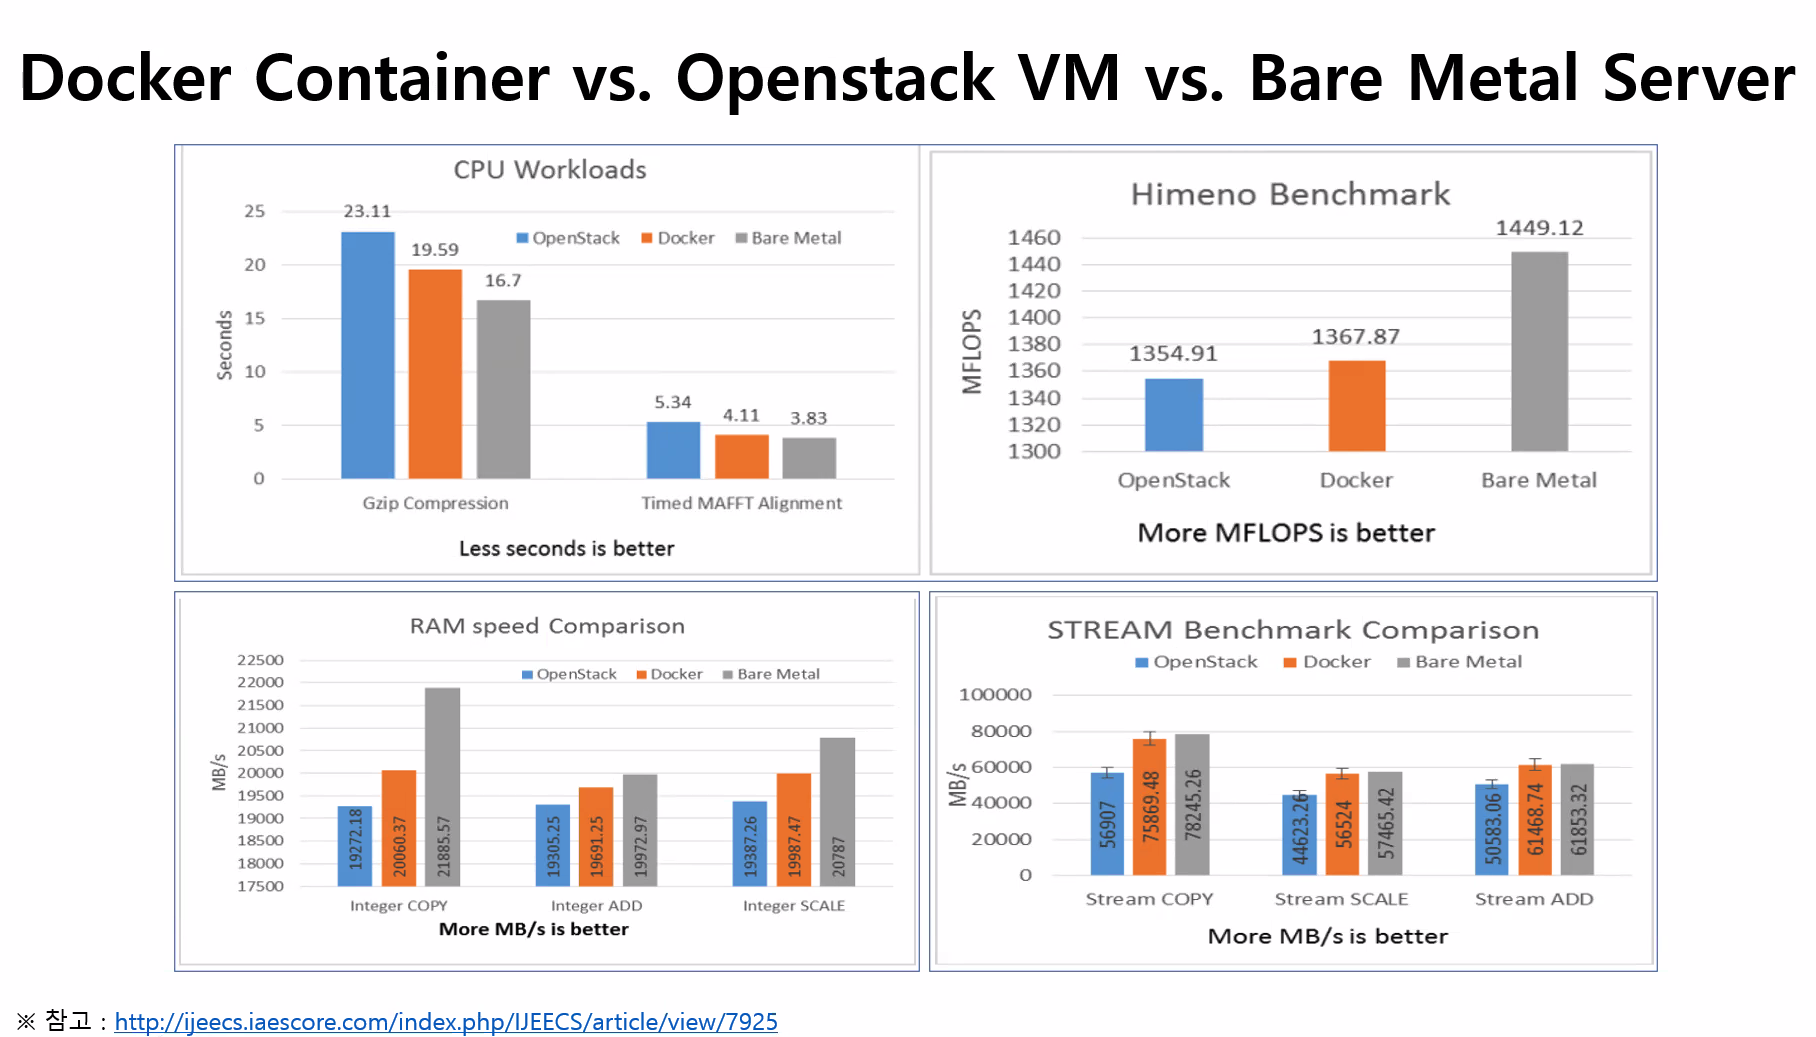 Docker Container vs. Openstack VM vs. Bare Metal Server
CPU Workloads
OpenStack Docker Bare Metal
Seconds
25
20
15
10
5
0
23.11
19.59
16.7
5.34
4.11
3.83
Gzip Compression
Timed MAFFT Alignment
Less seconds is better
Himeno Benchmark
MFLOPS
1460
1440
1420
1400
1380
1360
1340
1320
1300
1354.91
1367.87
1449.12
OpenStack
Docker
Bare Metal
More MFLOPS is better
RAM speed Comparison
OpenStack Docker Bare Metal
MB/s
22500
22000
21500
21000
20500
20000
19500
19000
18500
18000
17500
19272.18
20060.37
21885.57
19305.25
19691.25
19972.97
19387.26
19987.47
20787
Integer COPY
Integer ADD
Integer SCALE
More MB/s is better
STREAM Benchmark Comparison
OpenStack Docker Bare Metal
MB/s
100000
80000
60000
40000
20000
0
56907
75869.48
78245.26
44623.26
56524
57465.42
50583.06
61468.74
61853.32
Stream COPY
Stream SCALE
Stream ADD
More MB/s is better
※ 참고 : http://ijeecs.iaescore.com/index.php/IJEECS/article/view/7925